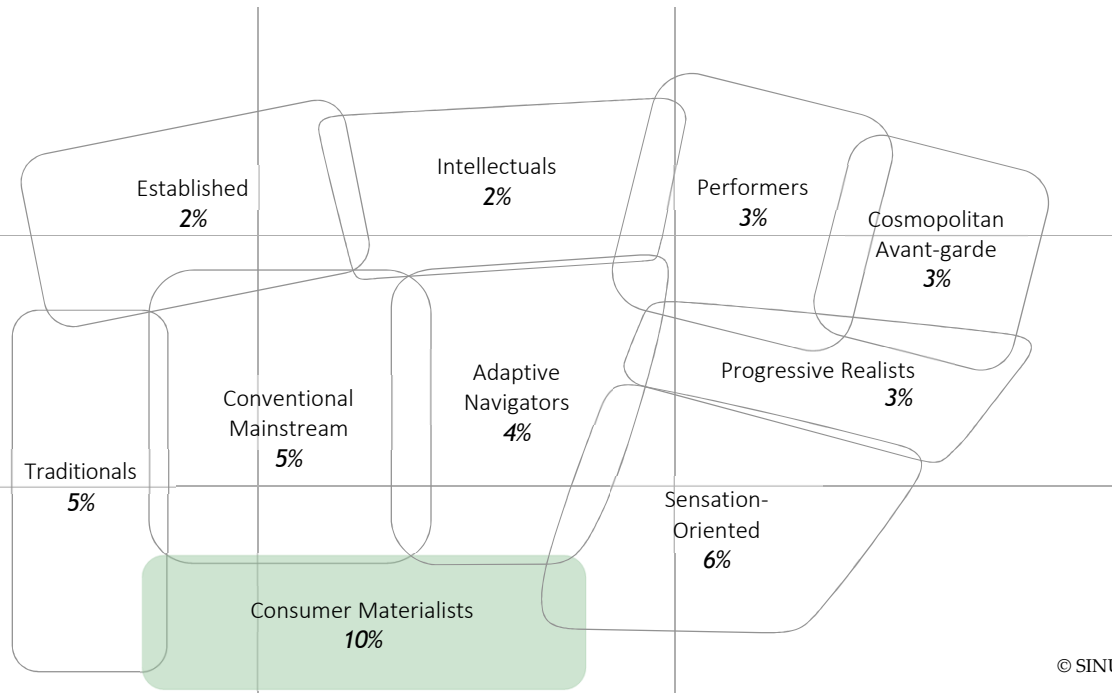 Established
2%
Intellectuals
2%
Performers
3%
Cosmopolitan
Avant-garde
3%
Progressive Realists
3%
Adaptive
Navigators
4%
Conventional
Mainstream
5%
Traditionals
5%
Sensation-
Oriented
6%
Consumer Materialists
10%
© SINU